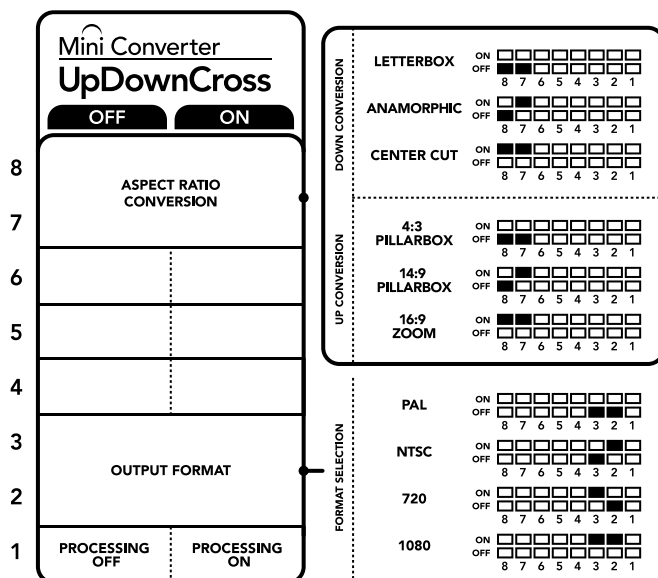 Mini Converter
UpDownCross
OFF ON
8
7
6
5
4
3
2
1
ASPECT RATIO
CONVERSION
OUTPUT FORMAT
PROCESSING
OFF
PROCESSING
ON
DOWN CONVERSION
LETTERBOX
ON
OFF
8 7 6 5 4 3 2 1
ANAMORPHIC
ON
OFF
8 7 6 5 4 3 2 1
CENTER CUT
ON
OFF
8 7 6 5 4 3 2 1
UP CONVERSION
4:3
PILLARBOX
ON
OFF
8 7 6 5 4 3 2 1
14:9
PILLARBOX
ON
OFF
8 7 6 5 4 3 2 1
16:9
ZOOM
ON
OFF
8 7 6 5 4 3 2 1
FORMAT SELECTION
PAL
ON
OFF
8 7 6 5 4 3 2 1
NTSC
ON
OFF
8 7 6 5 4 3 2 1
720
ON
OFF
8 7 6 5 4 3 2 1
1080
ON
OFF
8 7 6 5 4 3 2 1